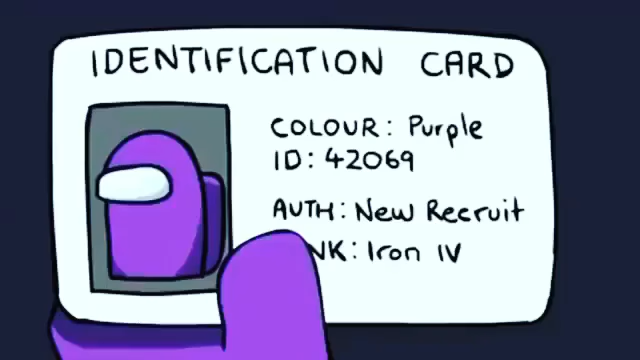 IDENTIFICATION CARD
COLOUR: Purple
ID: 42069
AUTH: New Recruit
NK: Iron IV